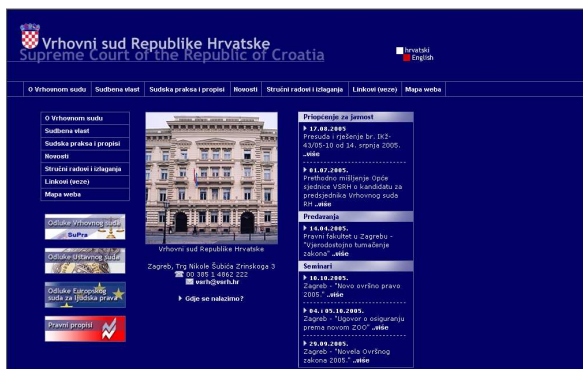 Vrhovni sud Republike Hrvatske
Supreme Court of the Republic of Croatia
hrvatski
English
O Vrhovnom sudu Sudbena vlast Sudska praksa i propisi Novosti Stručni radovi i izlaganja Linkovi (veze) Mapa weba
O Vrhovnom sudu
Sudbena vlast
Sudska praksa i propisi
Novosti
Stručni radovi i izlaganja
Linkovi (veze)
Mapa weba
Odluke Vrhovnog suda
SuPra
Odluke Ustavnog suda
Odluke Europskog
suda za ljudska prava
Pravni propisi
Vrhovni sud Republike Hrvatske
Zagreb, Trg Nikole Šubića Zrinskoga 3
00 385 1 4862 222
vsrh@vsrh.hr
Gdje se nalazimo?
Priopćenje za javnost
17.08.2005
Presuda i rješenje br. IKž-
43/05-10 od 14. srpnja 2005.
..više
01.07.2005.
Prethodno mišljenje Opće
sjednice VSRH o kandidatu za
predsjednika Vrhovnog suda
RH ..više
Predavanja
14.04.2005.
Pravni fakultet u Zagrebu -
"Vjerodostojno tumačenje
zakona" ..više
Seminari
10.10.2005.
Zagreb - "Novo ovršno pravo
2005." ..više
04. i 05.10.2005.
Zagreb - "Ugovor o osiguranju
prema novom ZOO" ..više
29.09.2005.
Zagreb - "Novela Ovršnog
zakona 2005." ..više